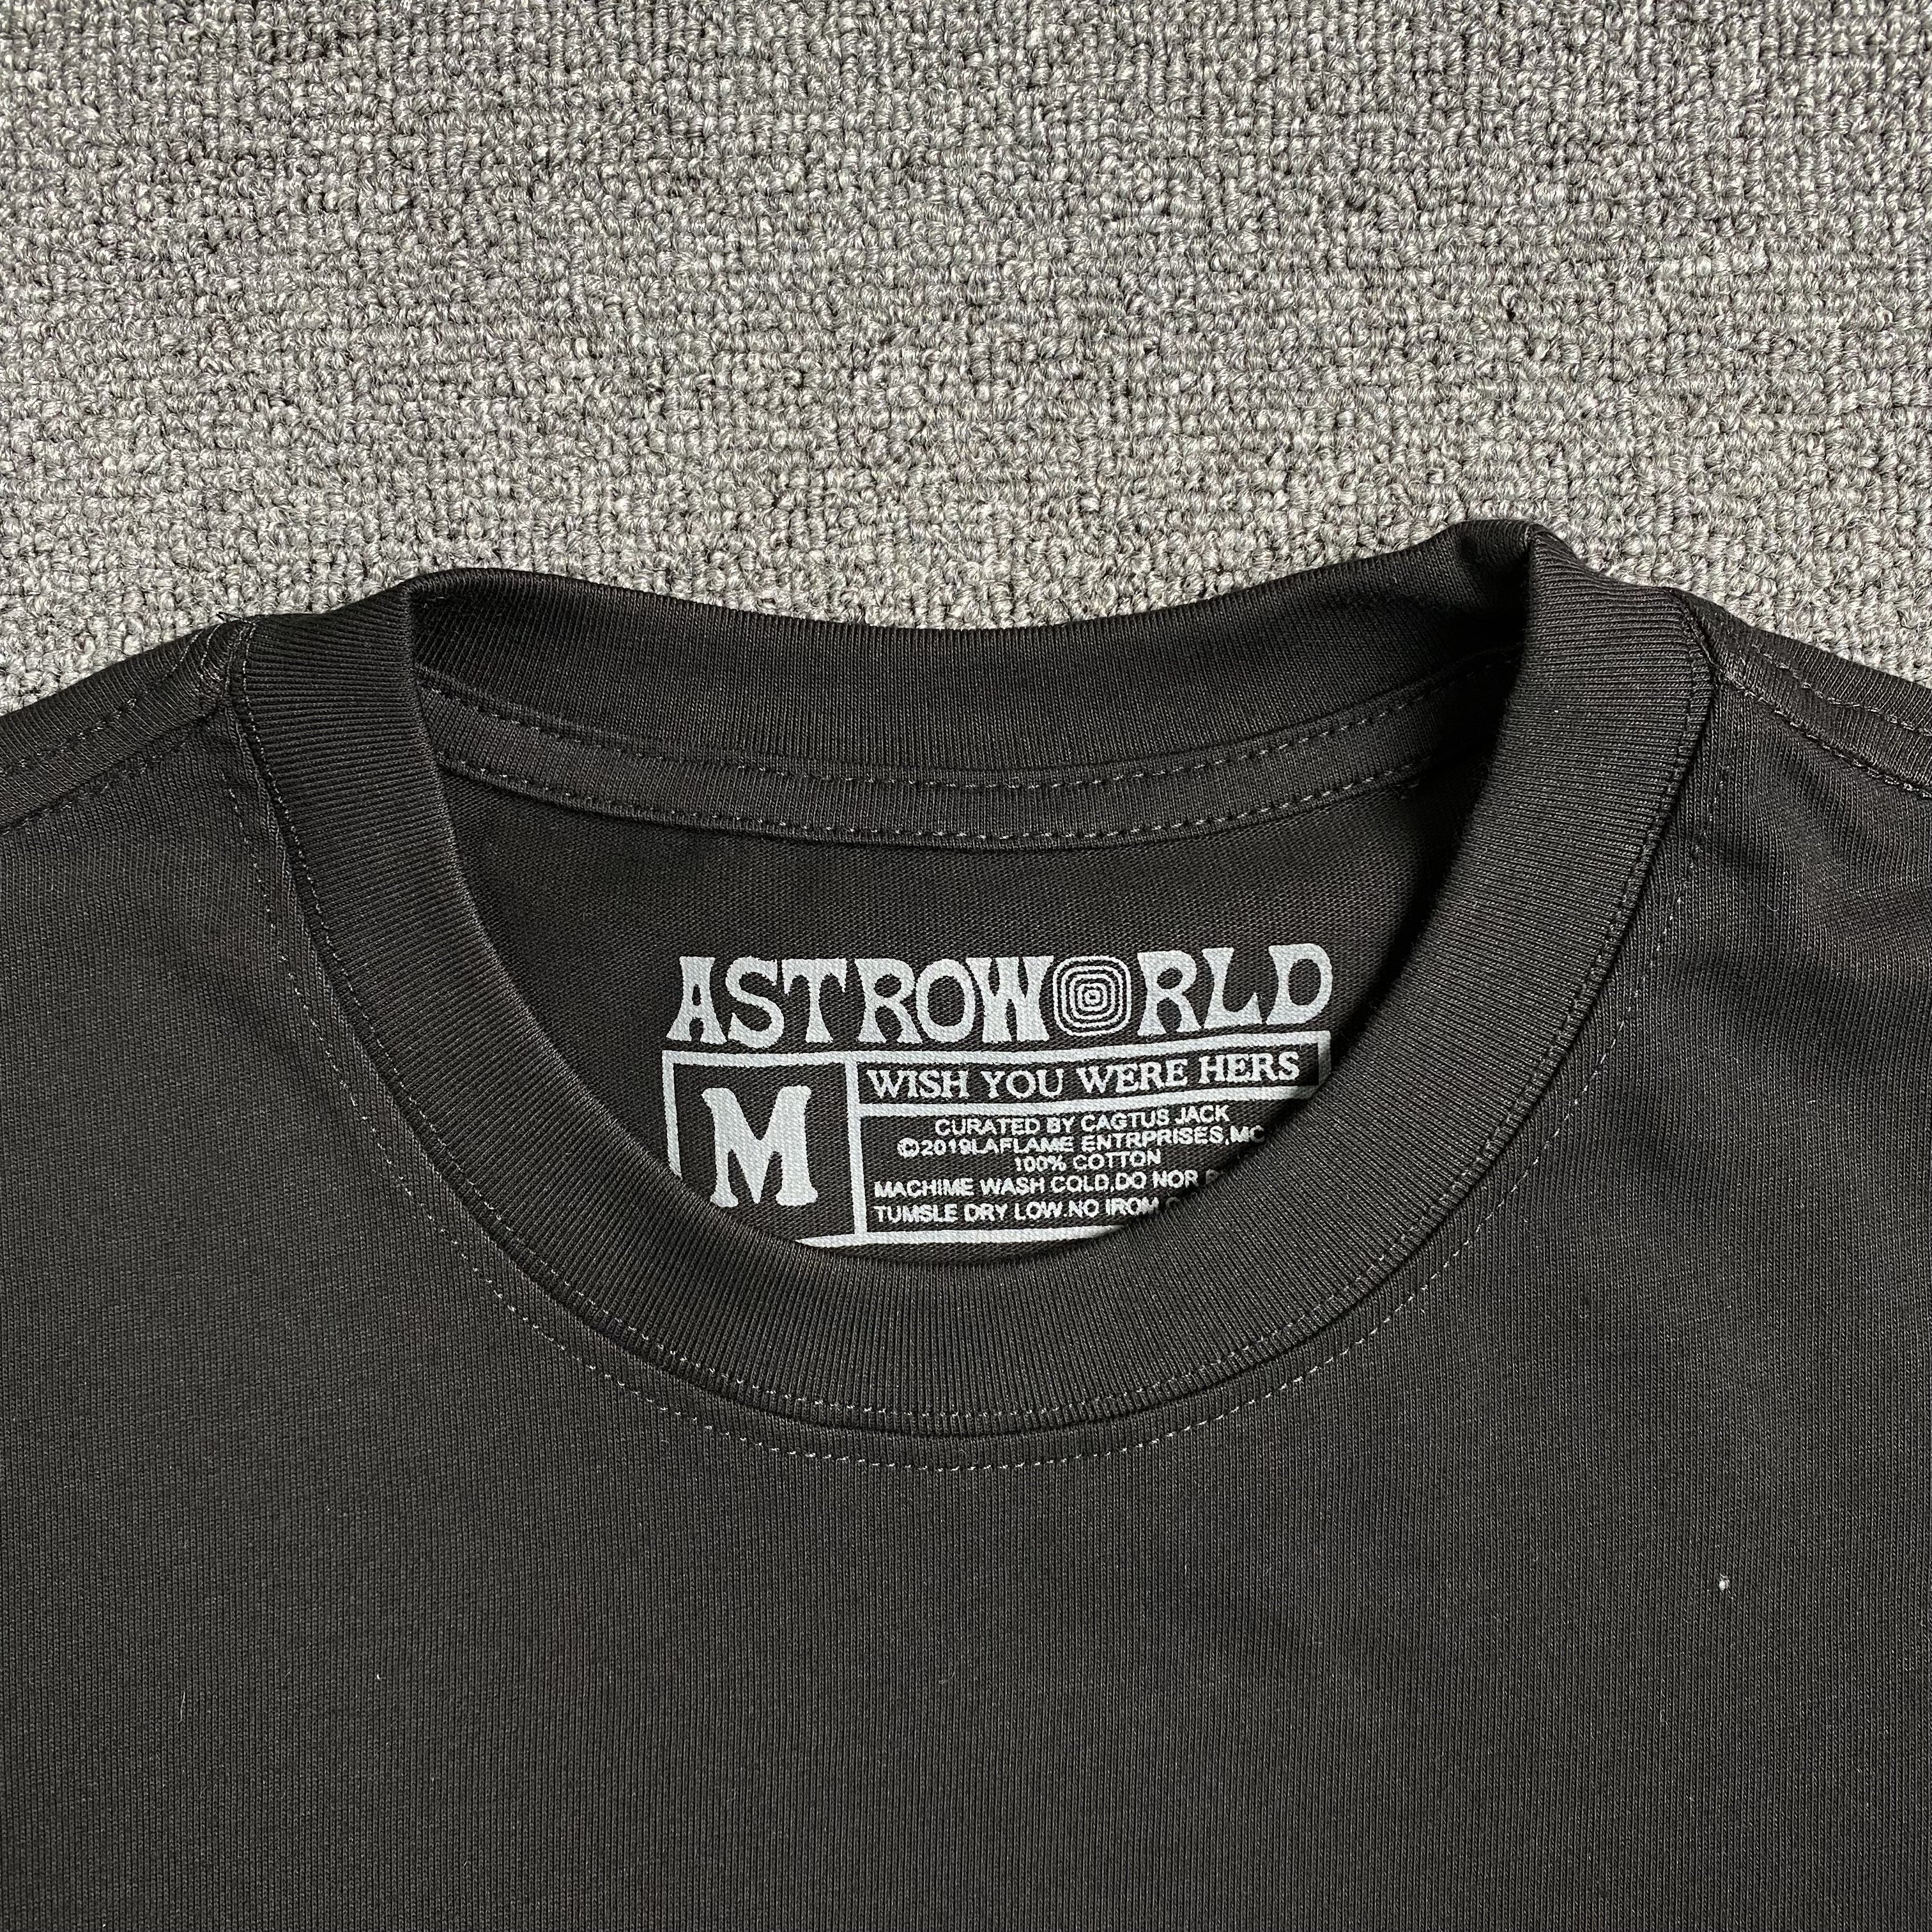 ASTROWORLD
M
WISH YOU WERE HERS
CURATED BY CAGTUS JACK
©2019LAFLAME ENTRPRISES,MC
100% COTTON
MACHIME WASH COLD,DO NOR
TUMSLE DRY LOW.NO IROM